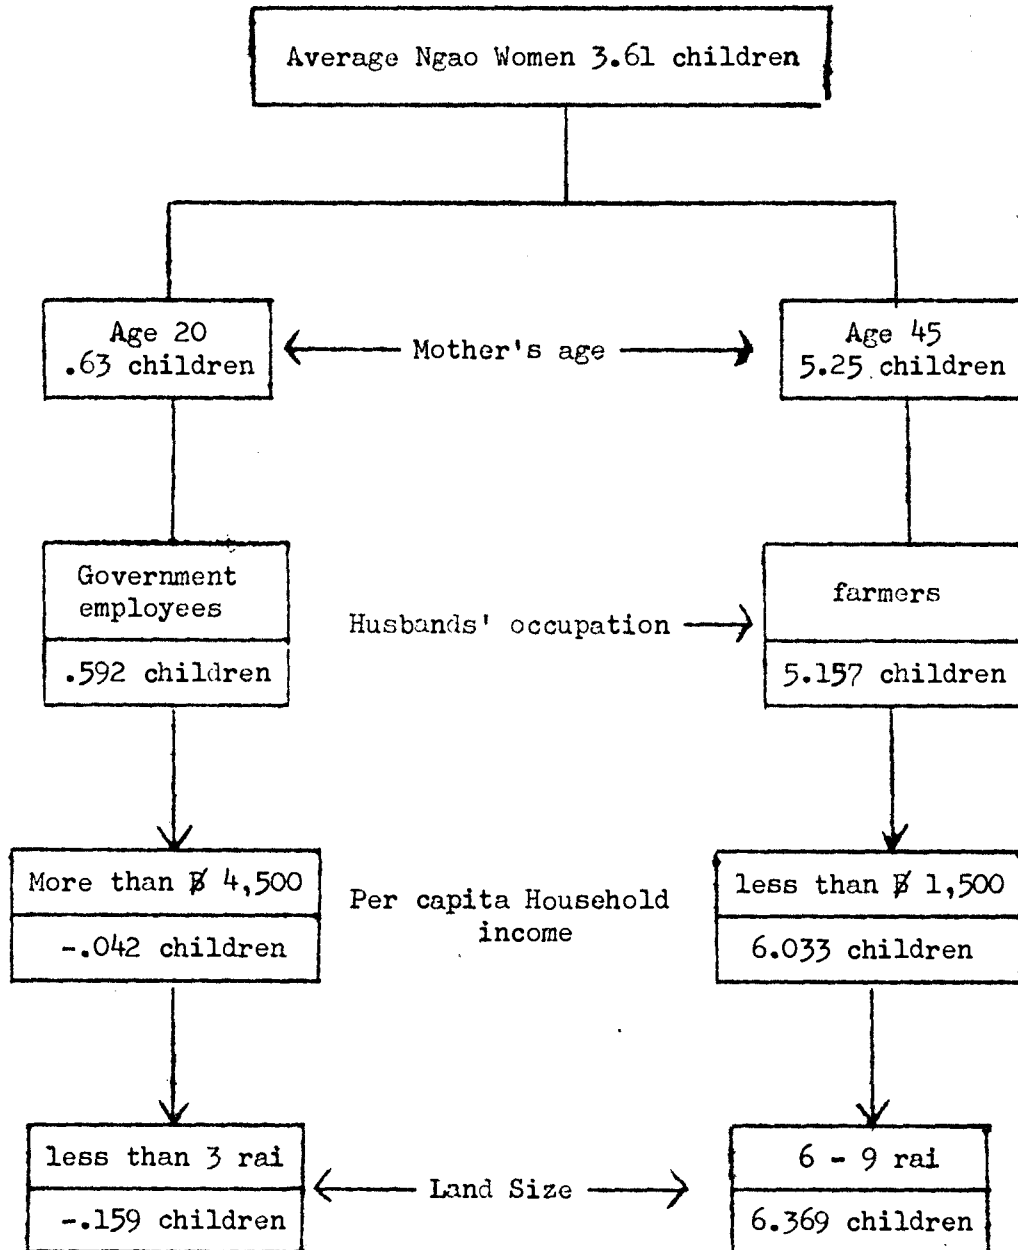 Average Ngao Women 3.61 children
Age 20
.63 children
Mother's age
Age 45
5.25 children
Government
employees
.592 children
Husbands' occupation
farmers
5.157 children
More than ฿ 4,500
-.042 children
Per capita Household
income
less than ฿ 1,500
6.033 children
less than 3 rai
-.159 children
Land Size
6 - 9 rai
6.369 children